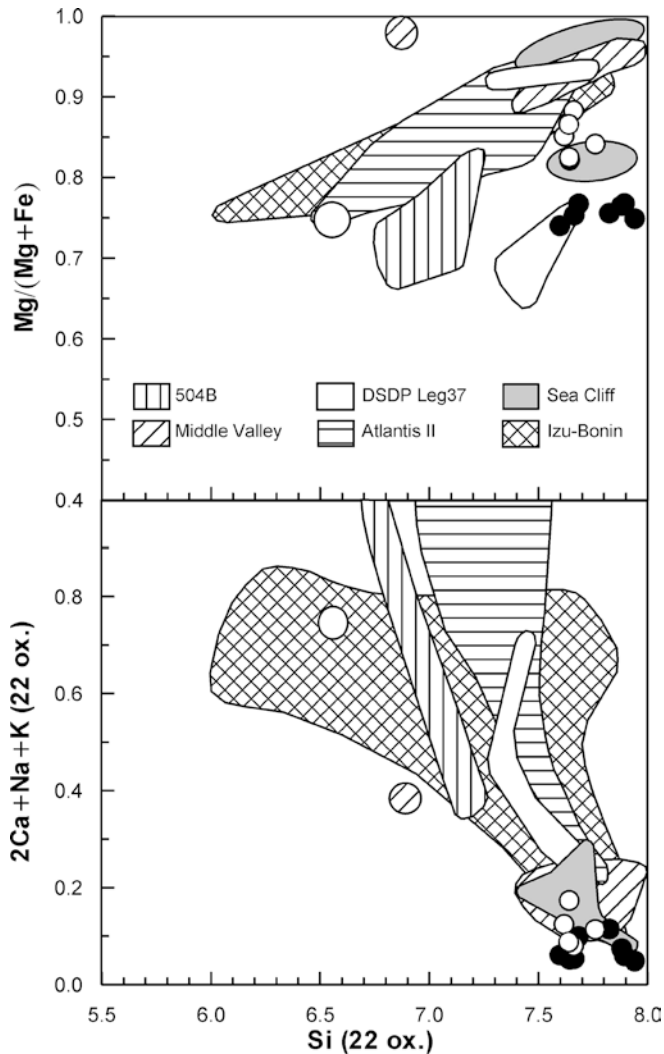 1.0
0.9
0.8
0.7
0.6
0.5
0.4
Mg/(Mg+Fe)
504B DSDP Leg37 Sea Cliff
Middle Valley Atlantis II Izu-Bonin
0.8
0.6
0.4
0.2
0.0
2Ca+Na+K (22 ox.)
5.5 6.0 6.5 7.0 7.5 8.0
Si (22 ox.)